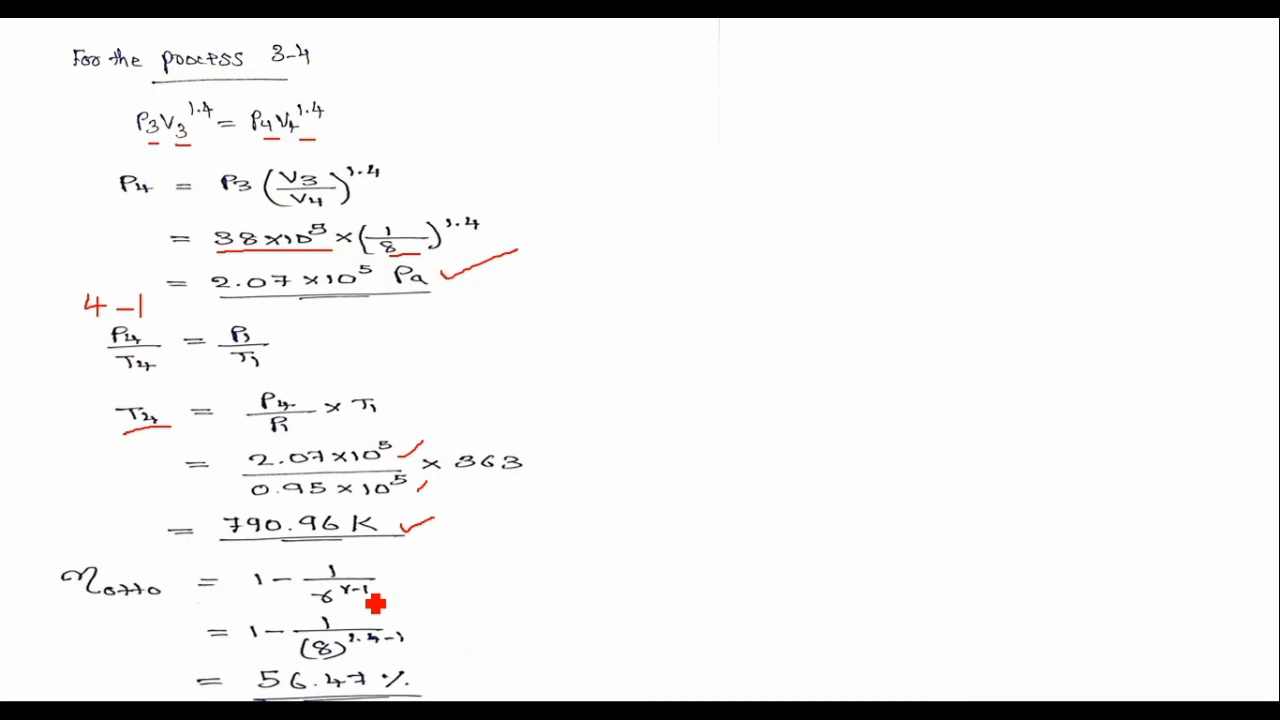 For the process 3-4
P3V3^1.4 = P4V4^1.4
P4 = P3 (V3/V4)^1.4
= 38×10^5 × (1/8)^1.4
= 2.07×10^5 Pa
4-1
P4/T4 = P1/T1
T4 = P4/P1 × T1
= 2.07×10^5/0.95×10^5 × 363
= 790.96 K
ηotto = 1 - 1/r^γ-1
= 1 - 1/(8)^1.4-1
= 56.47 %